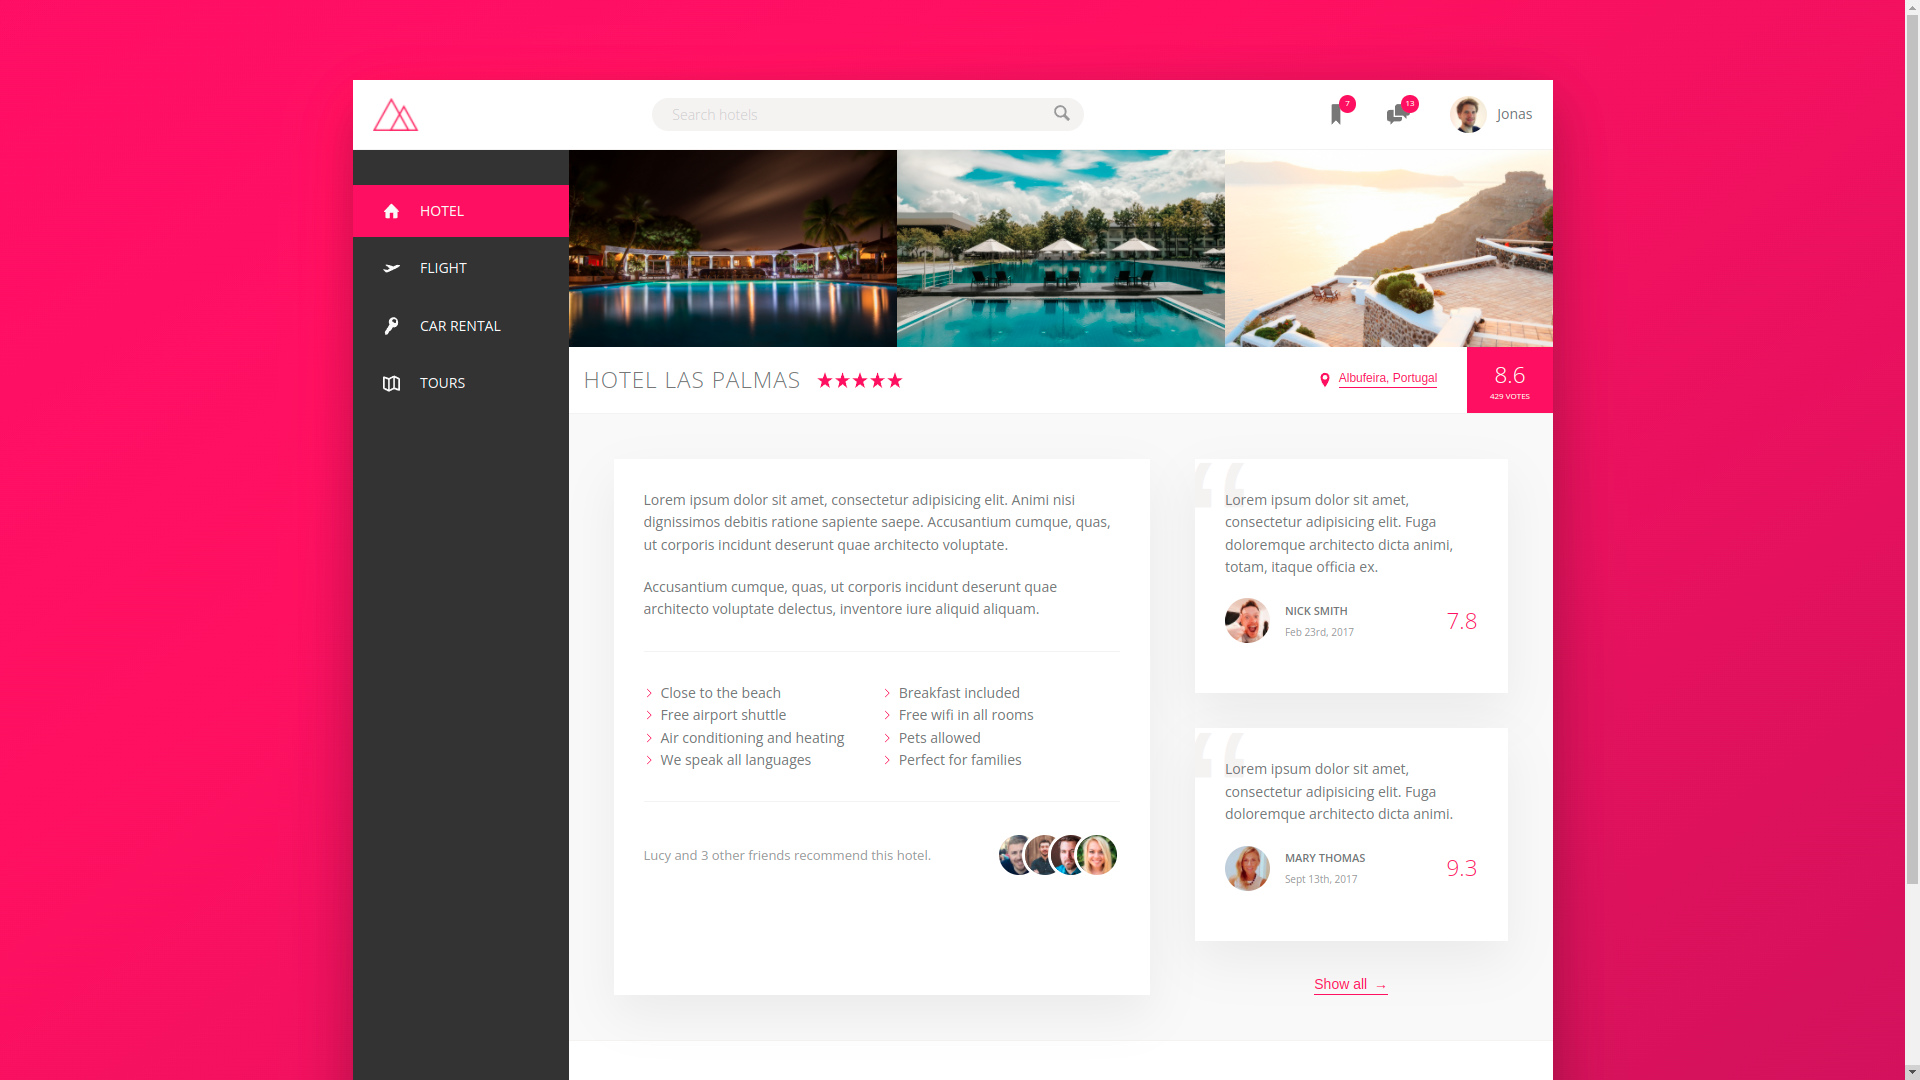 Search hotels
7
13
Jonas
HOTEL
FLIGHT
CAR RENTAL
TOURS
HOTEL LAS PALMAS
Albufeira, Portugal
8.6
429 VOTES
Lorem ipsum dolor sit amet, consectetur adipisicing elit. Animi nisi
dignissimos debitis ratione sapiente saepe. Accusantium cumque, quas,
ut corporis incidunt deserunt quae architecto voluptate.
Accusantium cumque, quas, ut corporis incidunt deserunt quae
architecto voluptate delectus, inventore iure aliquid aliquam.
Close to the beach
Free airport shuttle
Air conditioning and heating
We speak all languages
Breakfast included
Free wifi in all rooms
Pets allowed
Perfect for families
Lucy and 3 other friends recommend this hotel.
“
Lorem ipsum dolor sit amet,
consectetur adipisicing elit. Fuga
doloremque architecto dicta animi,
totam, itaque officia ex.
NICK SMITH
Feb 23rd, 2017
7.8
“
Lorem ipsum dolor sit amet,
consectetur adipisicing elit. Fuga
doloremque architecto dicta animi.
MARY THOMAS
Sept 13th, 2017
9.3
Show all →